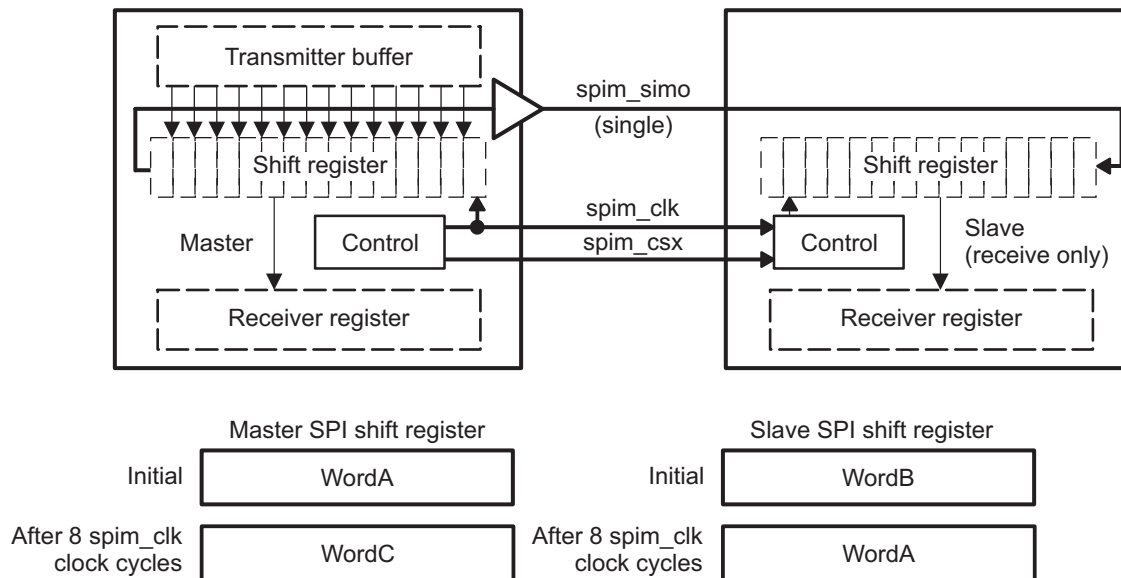 Transmitter buffer
spim_simo
(single)
Shift register
Shift register
spim_clk
Master
Control
spim_csx
Control
Slave
(receive only)
Receiver register
Receiver register
Master SPI shift register
Slave SPI shift register
Initial
WordA
Initial
WordB
After 8 spim_clk
clock cycles
WordC
After 8 spim_clk
clock cycles
WordA